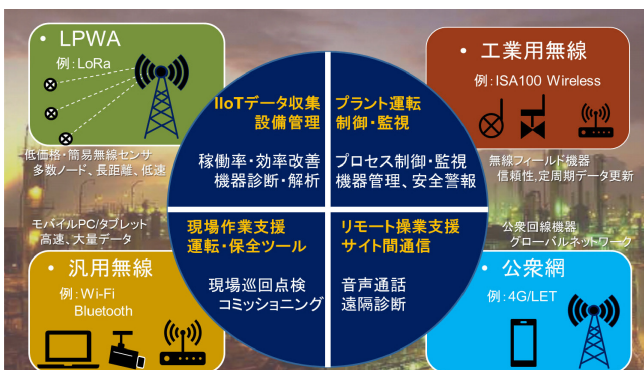 • LPWA
例：LoRa
低価格・簡易無線センサ
多数ノード、長距離、低速
IIoTデータ収集
設備管理
稼働率・効率改善
機器診断・解析
プラント運転
制御・監視
プロセス制御・監視
機器管理、安全警報
• 工業用無線
例：ISA100 Wireless
無線フィールド機器
信頼性,定周期データ更新
モバイルPC/タブレット
高速、大量データ
• 汎用無線
例：Wi-Fi
Bluetooth
現場作業支援
運転・保全ツール
現場巡回点検
コミッショニング
リモート操業支援
サイト間通信
音声通話
遠隔診断
公衆回線機器
グローバルネットワーク
• 公衆網
例：4G/LET